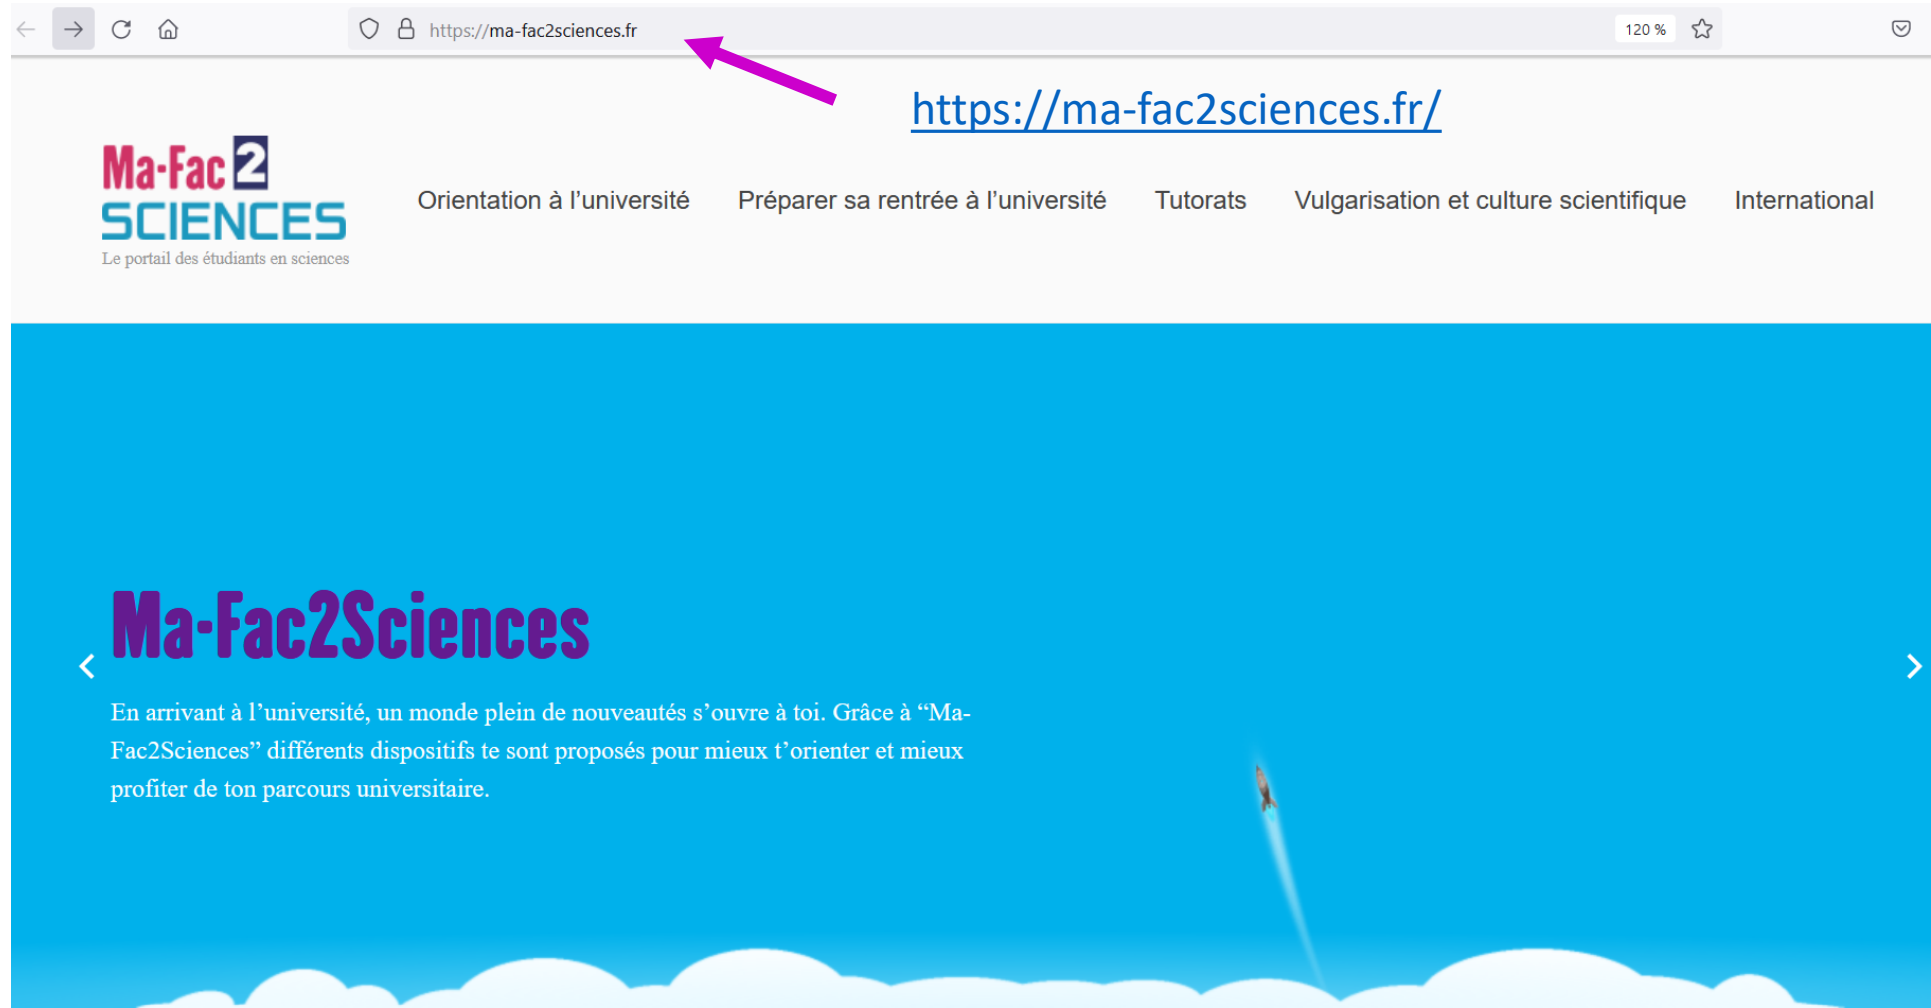 https://ma-fac2sciences.fr
120 %
https://ma-fac2sciences.fr/
Ma-Fac 2
SCIENCES
Le portail des étudiants en sciences
Orientation à l’université
Préparer sa rentrée à l’université
Tutorats
Vulgarisation et culture scientifique
International
Ma-Fac2Sciences
En arrivant à l’université, un monde plein de nouveautés s’ouvre à toi. Grâce à “Ma-
Fac2Sciences” différents dispositifs te sont proposés pour mieux t’orienter et mieux
profiter de ton parcours universitaire.